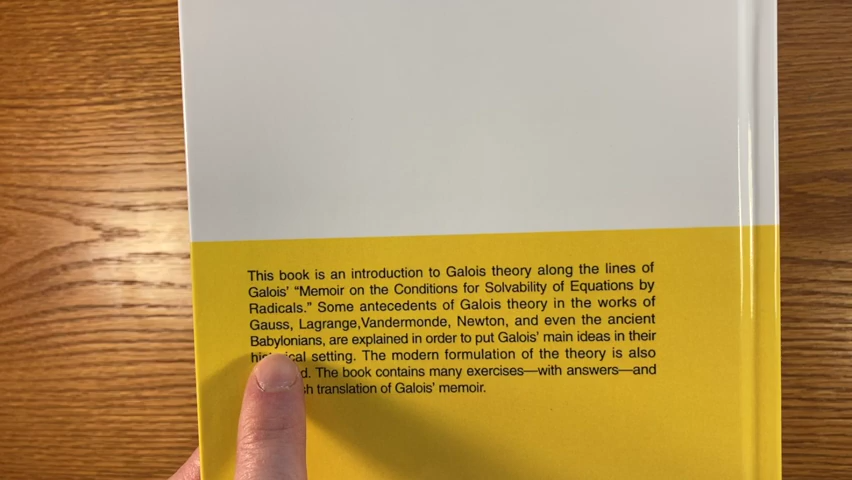 This book is an introduction to Galois theory along the lines of
Galois' "Memoir on the Conditions for Solvability of Equations by
Radicals." Some antecedents of Galois theory in the works of
Gauss, Lagrange,Vandermonde, Newton, and even the ancient
Babylonians, are explained in order to put Galois' main ideas in their
setting. The modern formulation of the theory is also
The book contains many exercises—with answers—and
translation of Galois' memoir.